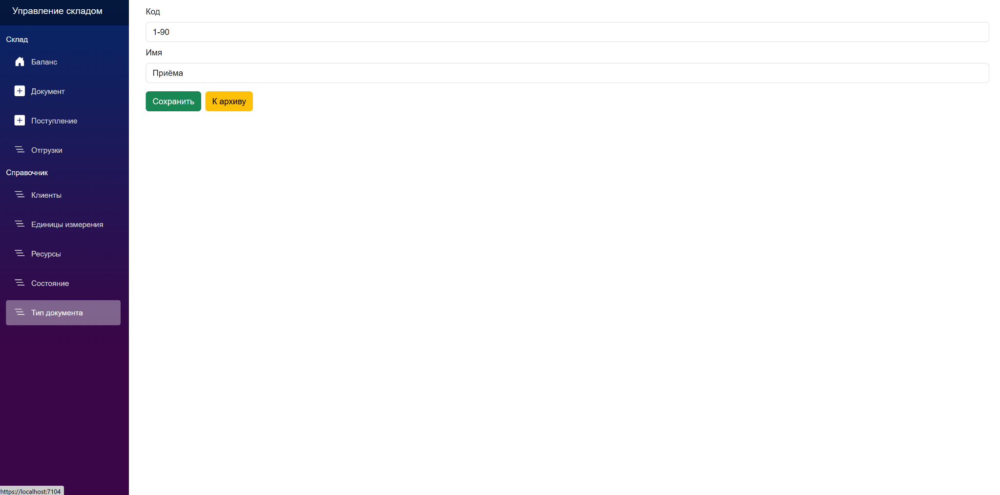 Управление складом
Склад
Баланс
Документ
Поступление
Отгрузки
Справочник
Клиенты
Единицы измерения
Ресурсы
Состояние
Тип документа
https://localhost:7104
Код
1-90
Имя
Приёма
Сохранить К архиву